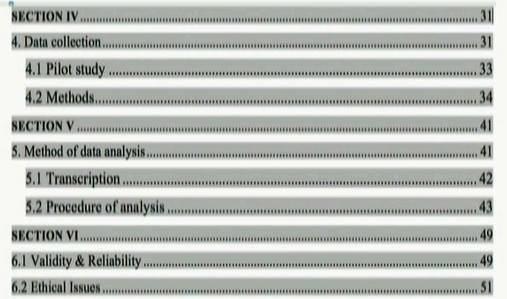 SECTION IV........................................................................ 31
4. Data collection................................................................ 31
4.1 Pilot study .................................................................. 33
4.2 Methods....................................................................... 34
SECTION V ........................................................................ 41
5. Method of data analysis........................................................ 41
5.1 Transcription ................................................................ 42
5.2 Procedure of analysis ........................................................ 43
SECTION VI........................................................................ 49
6.1 Validity & Reliability........................................................ 49
6.2 Ethical Issues................................................................ 51